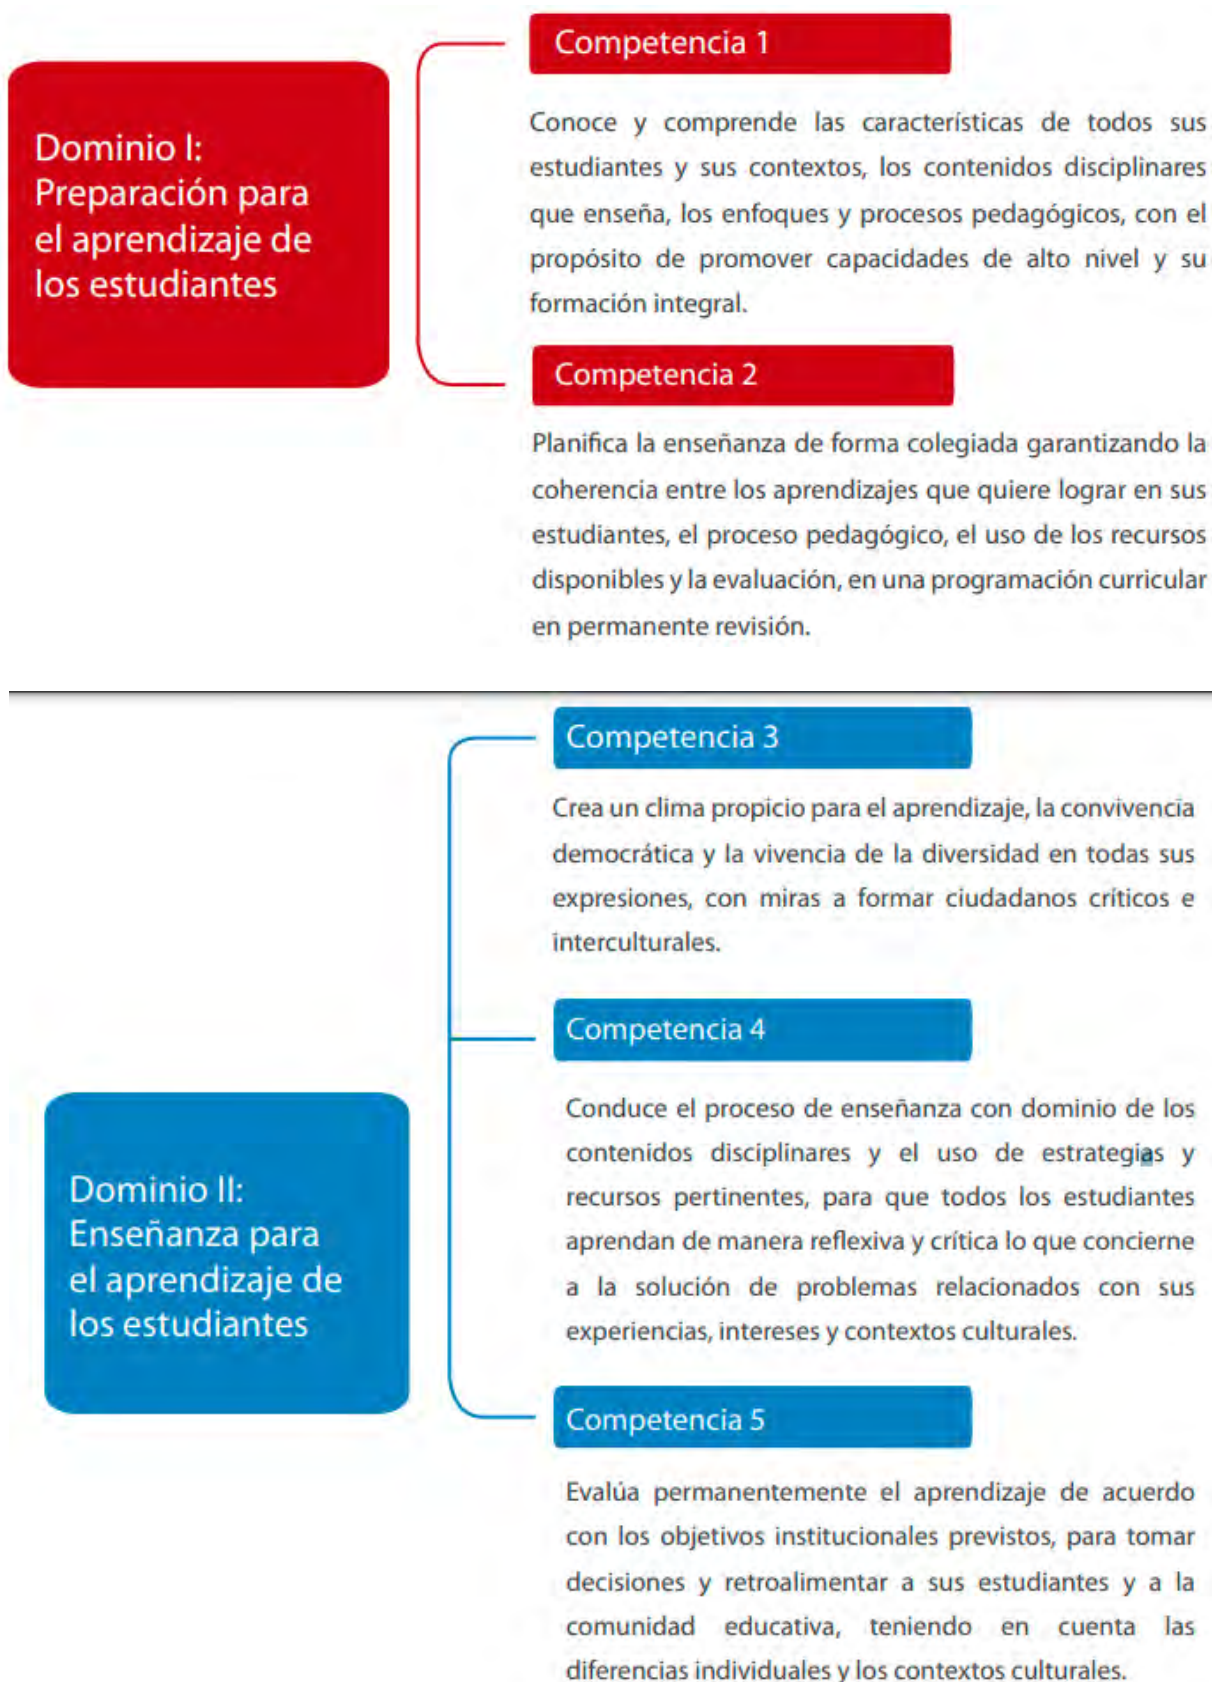 Dominio I:
Preparación para
el aprendizaje de
los estudiantes
Competencia 1
Conoce y comprende las características de todos sus
estudiantes y sus contextos, los contenidos disciplinares
que enseña, los enfoques y procesos pedagógicos, con el
propósito de promover capacidades de alto nivel y su
formación integral.
Competencia 2
Planifica la enseñanza de forma colegiada garantizando la
coherencia entre los aprendizajes que quiere lograr en sus
estudiantes, el proceso pedagógico, el uso de los recursos
disponibles y la evaluación, en una programación curricular
en permanente revisión.
Dominio II:
Enseñanza para
el aprendizaje de
los estudiantes
Competencia 3
Crea un clima propicio para el aprendizaje, la convivencia
democrática y la vivencia de la diversidad en todas sus
expresiones, con miras a formar ciudadanos críticos e
interculturales.
Competencia 4
Conduce el proceso de enseñanza con dominio de los
contenidos disciplinares y el uso de estrategias y
recursos pertinentes, para que todos los estudiantes
aprendan de manera reflexiva y crítica lo que concierne
a la solución de problemas relacionados con sus
experiencias, intereses y contextos culturales.
Competencia 5
Evalúa permanentemente el aprendizaje de acuerdo
con los objetivos institucionales previstos, para tomar
decisiones y retroalimentar a sus estudiantes y a la
comunidad educativa, teniendo en cuenta las
diferencias individuales y los contextos culturales.